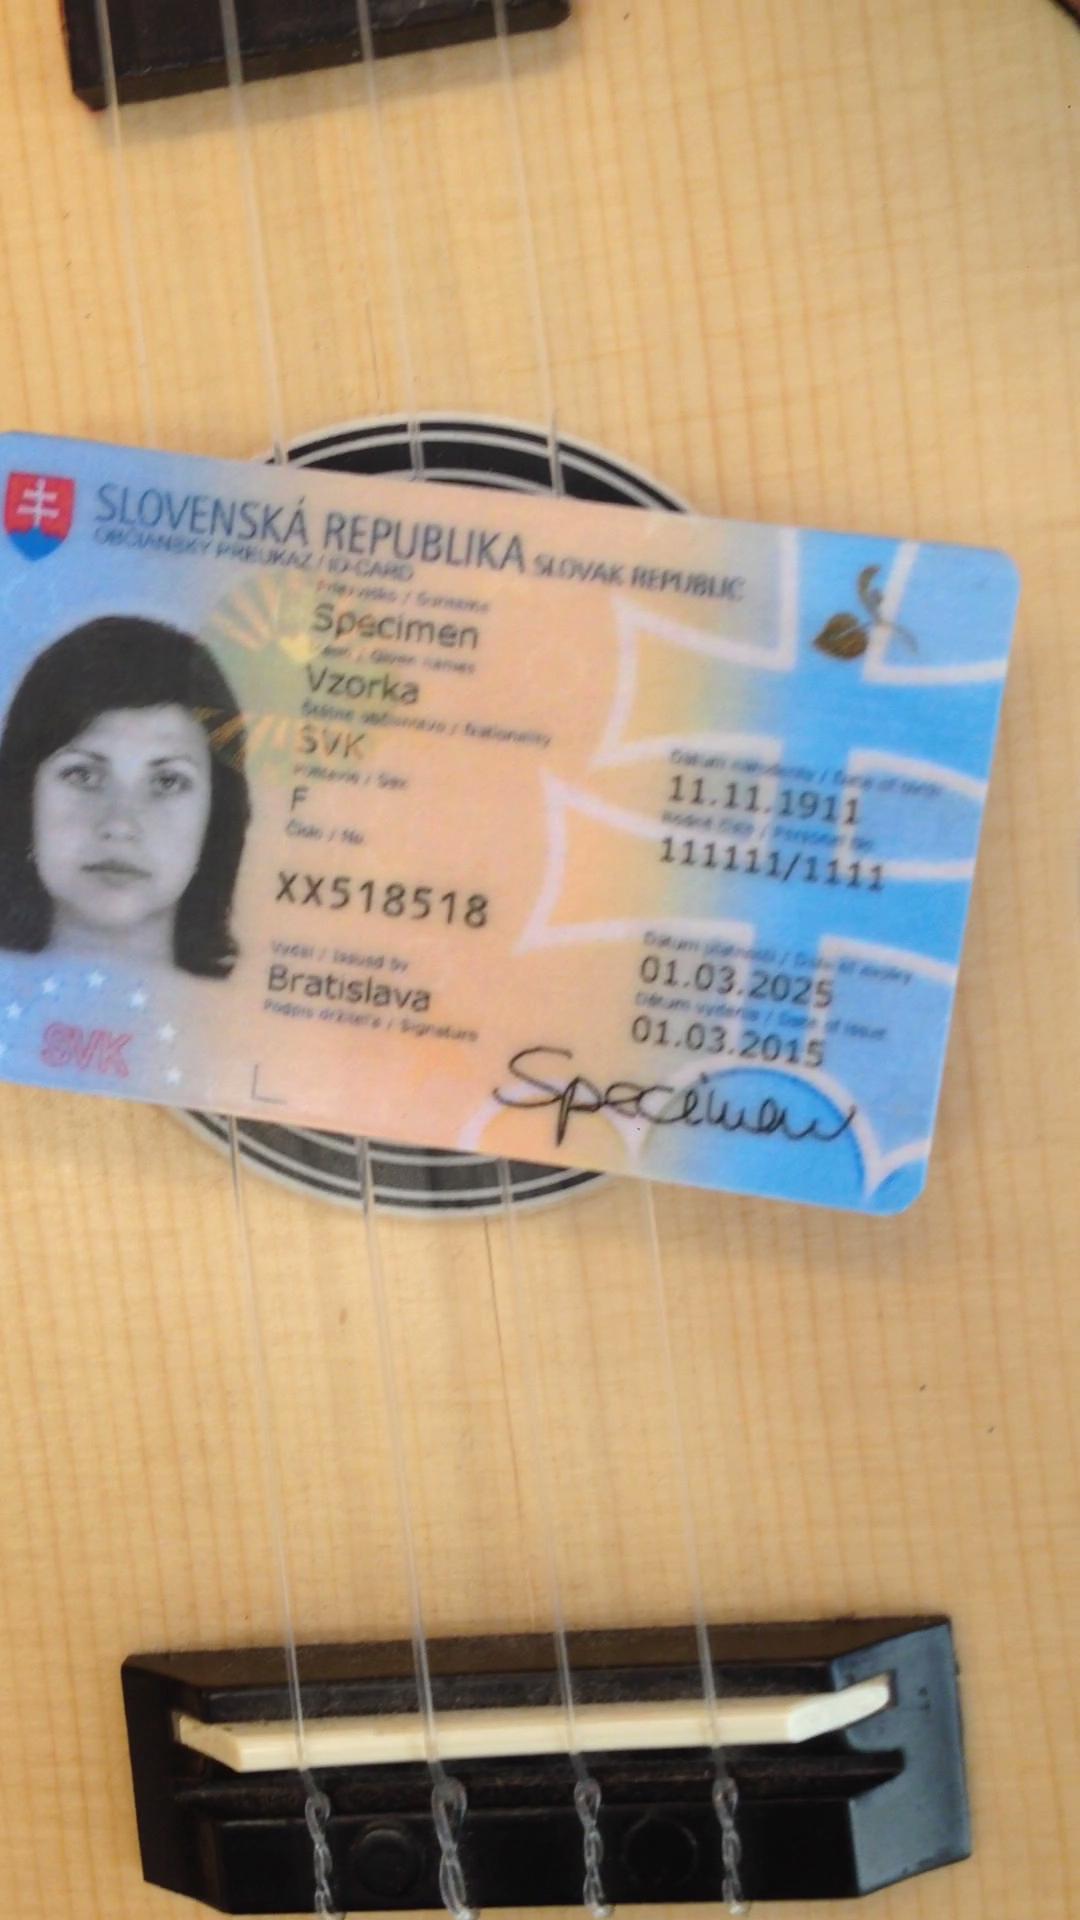 SLOVENSKÁ REPUBLIKA SLOVAK REPUBLIC
OBČIANSKY PREUKAZ / ID-CARD
Priezvisko / Surname
Specimen
Meno / Given names
Vzorka
Štátne občianstvo / Nationality
SVK
Pohlavie / Sex
F
Číslo / No
XX518518
Vydal / Issued by
Bratislava
Podpis držiteľa / Signature
Dátum narodenia / Date of birth
11.11.1911
Rodné číslo / Personal No.
111111/1111
Dátum platnosti / Date of expiry
01.03.2025
Dátum vydania / Date of issue
01.03.2015
Specimen
SVK
L